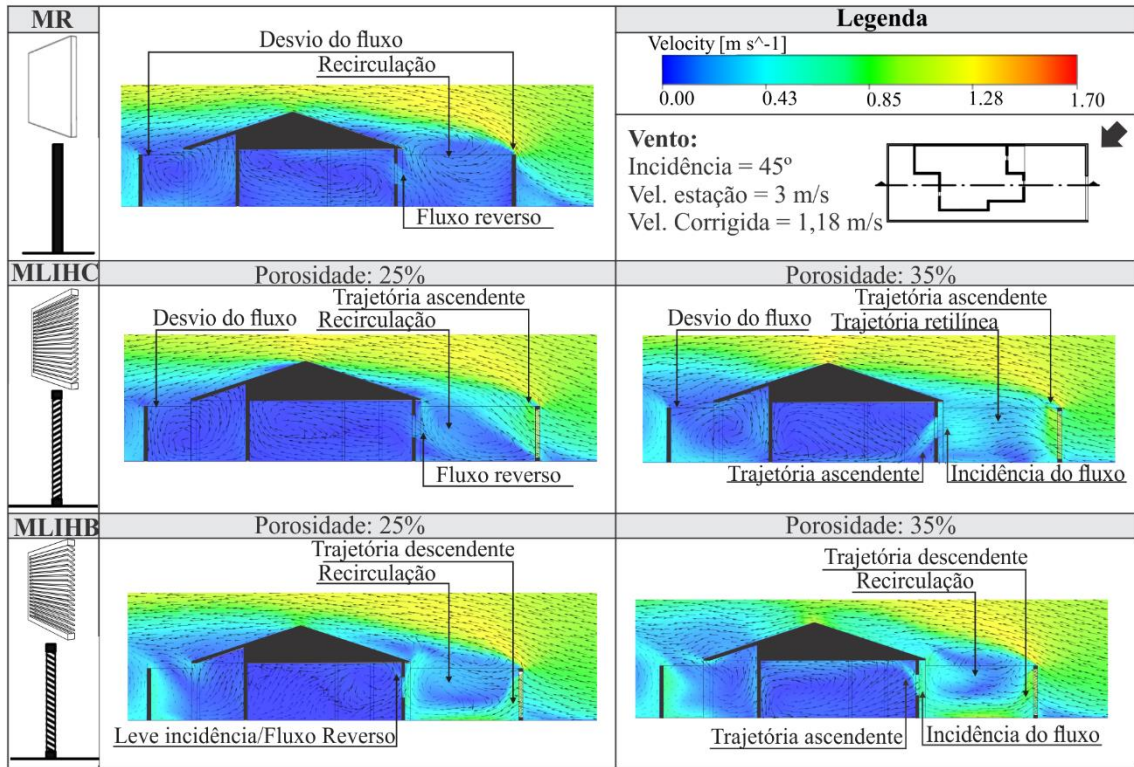 MR
Desvio do fluxo
Recirculação
Fluxo reverso
Legenda
Velocity [m s^-1]
0.00 0.43 0.85 1.28 1.70
Vento:
Incidência = 45º
Vel. estação = 3 m/s
Vel. Corrigida = 1,18 m/s
MLIHC
Porosidade: 25%
Trajetória ascendente
Desvio do fluxo
Recirculação
Fluxo reverso
Porosidade: 35%
Trajetória ascendente
Desvio do fluxo
Trajetória retilínea
Trajetória ascendente
Incidência do fluxo
MLIHB
Porosidade: 25%
Trajetória descendente
Recirculação
Leve incidência/Fluxo Reverso
Porosidade: 35%
Trajetória descendente
Recirculação
Trajetória ascendente
Incidência do fluxo